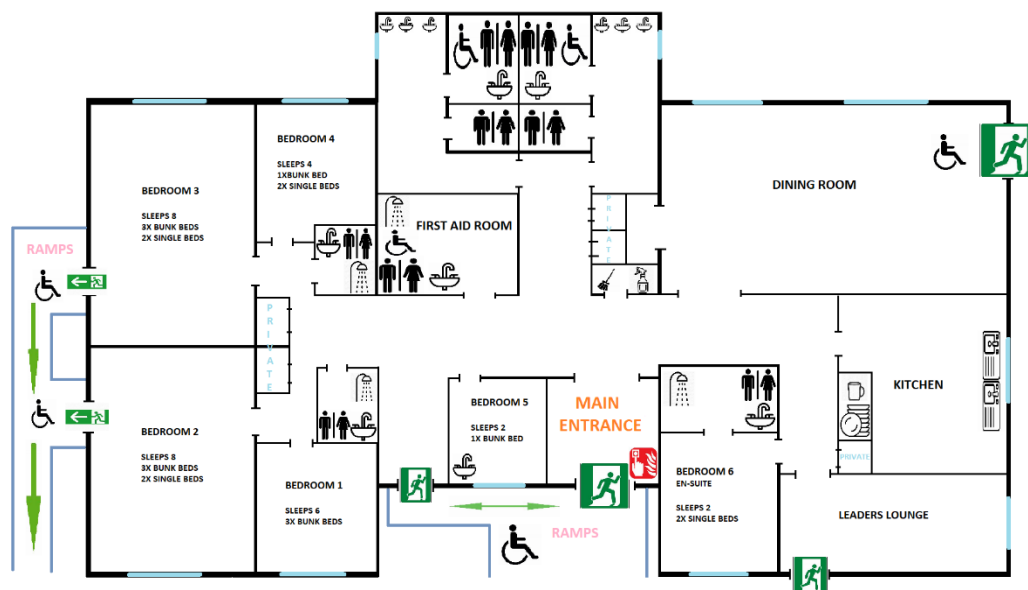 BEDROOM 3
SLEEPS 8
3X BUNK BEDS
2X SINGLE BEDS
BEDROOM 4
SLEEPS 4
1XBUNK BED
2X SINGLE BEDS
FIRST AID ROOM
PRIVATE
DINING ROOM
RAMPS
PRIVATE
BEDROOM 2
SLEEPS 8
3X BUNK BEDS
2X SINGLE BEDS
BEDROOM 1
SLEEPS 6
3X BUNK BEDS
BEDROOM 5
SLEEPS 2
1X BUNK BED
MAIN
ENTRANCE
RAMPS
BEDROOM 6
EN-SUITE
SLEEPS 2
2X SINGLE BEDS
KITCHEN
PRIVATE
LEADERS LOUNGE